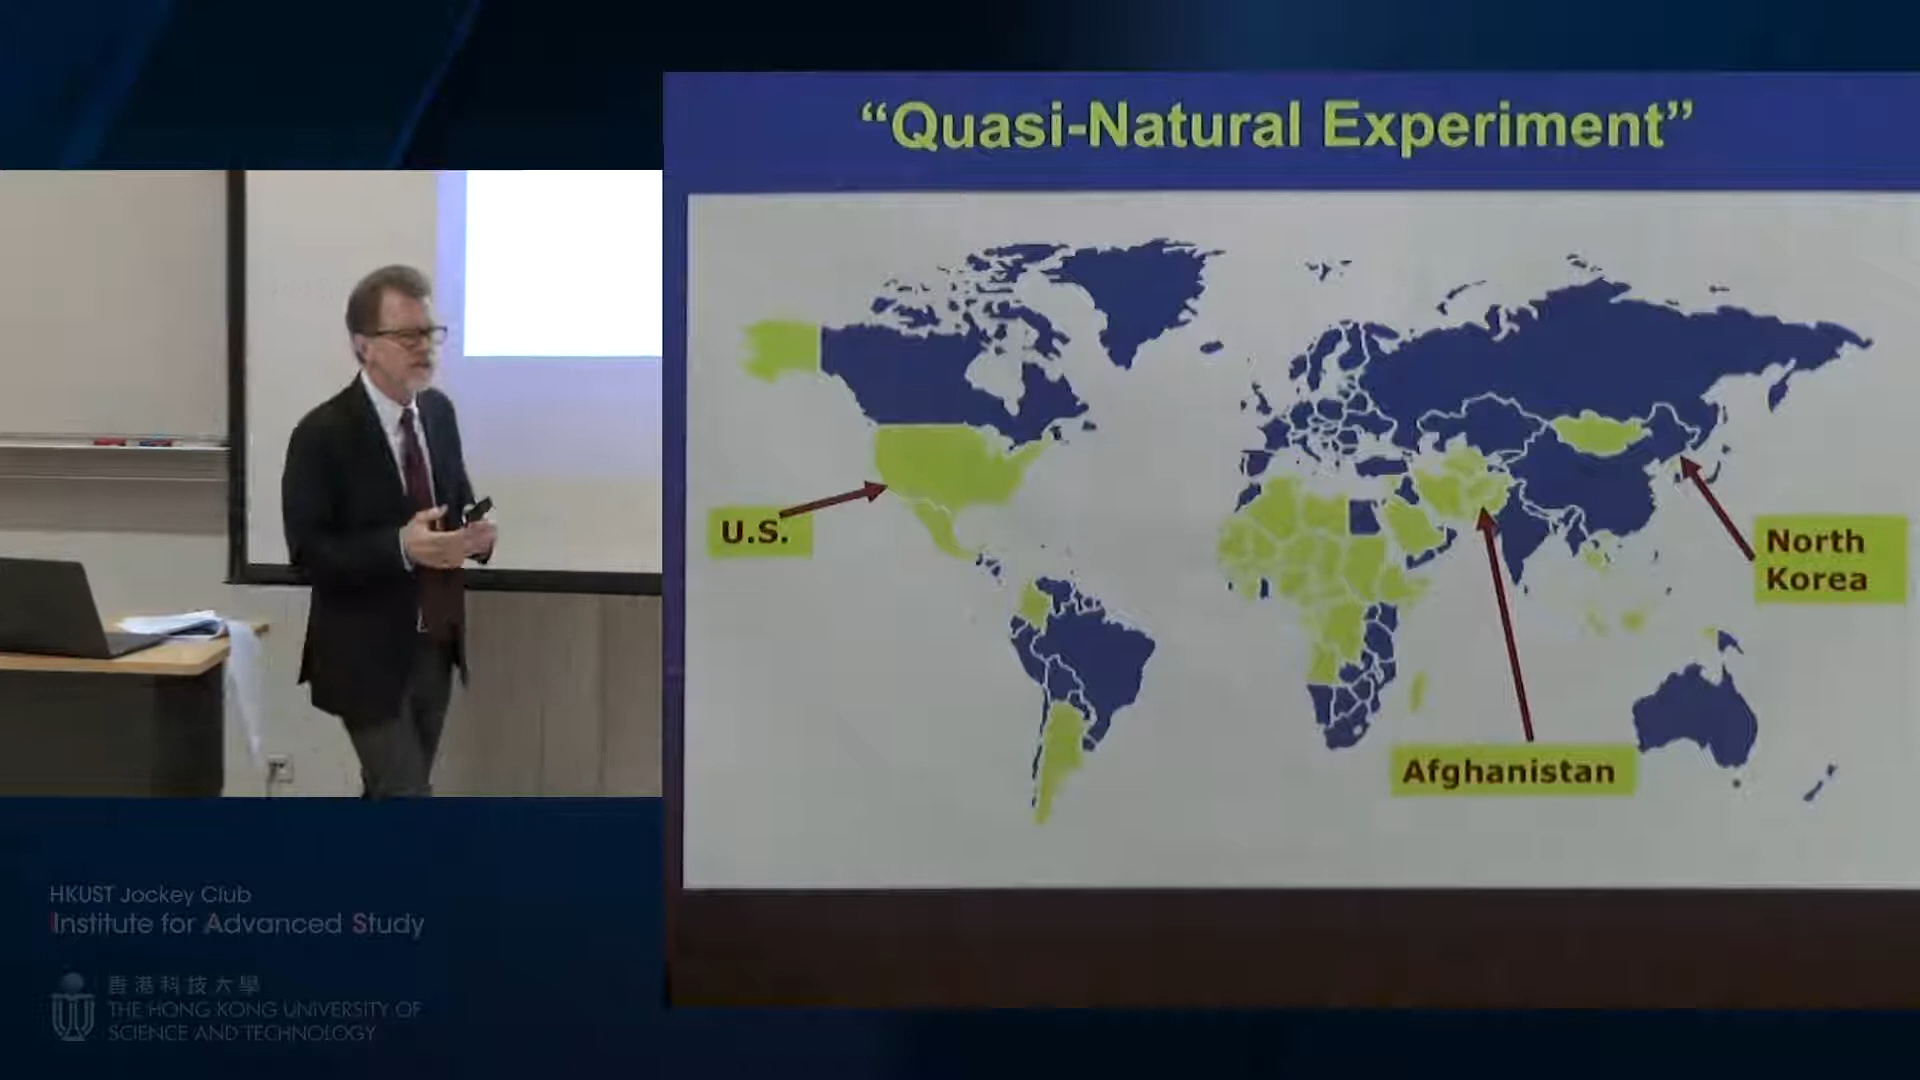 “Quasi-Natural Experiment”
U.S.
North
Korea
Afghanistan
HKUST Jockey Club
Institute for Advanced Study
香港科技大學
THE HONG KONG UNIVERSITY OF
SCIENCE AND TECHNOLOGY